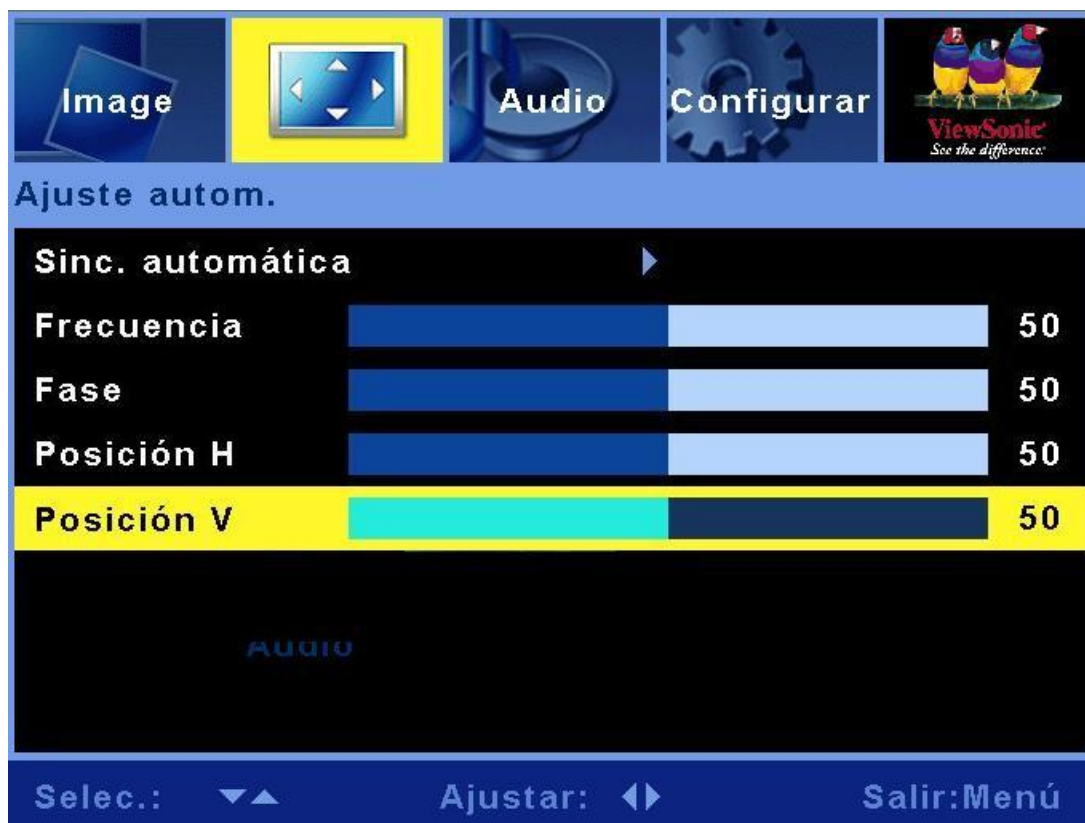 Image
Audio
Configurar
ViewSonic®
See the difference™
Ajuste autom.
Sinc. automática
Frecuencia 50
Fase 50
Posición H 50
Posición V 50
Audio
Selec.: Ajustar: Salir:Menú